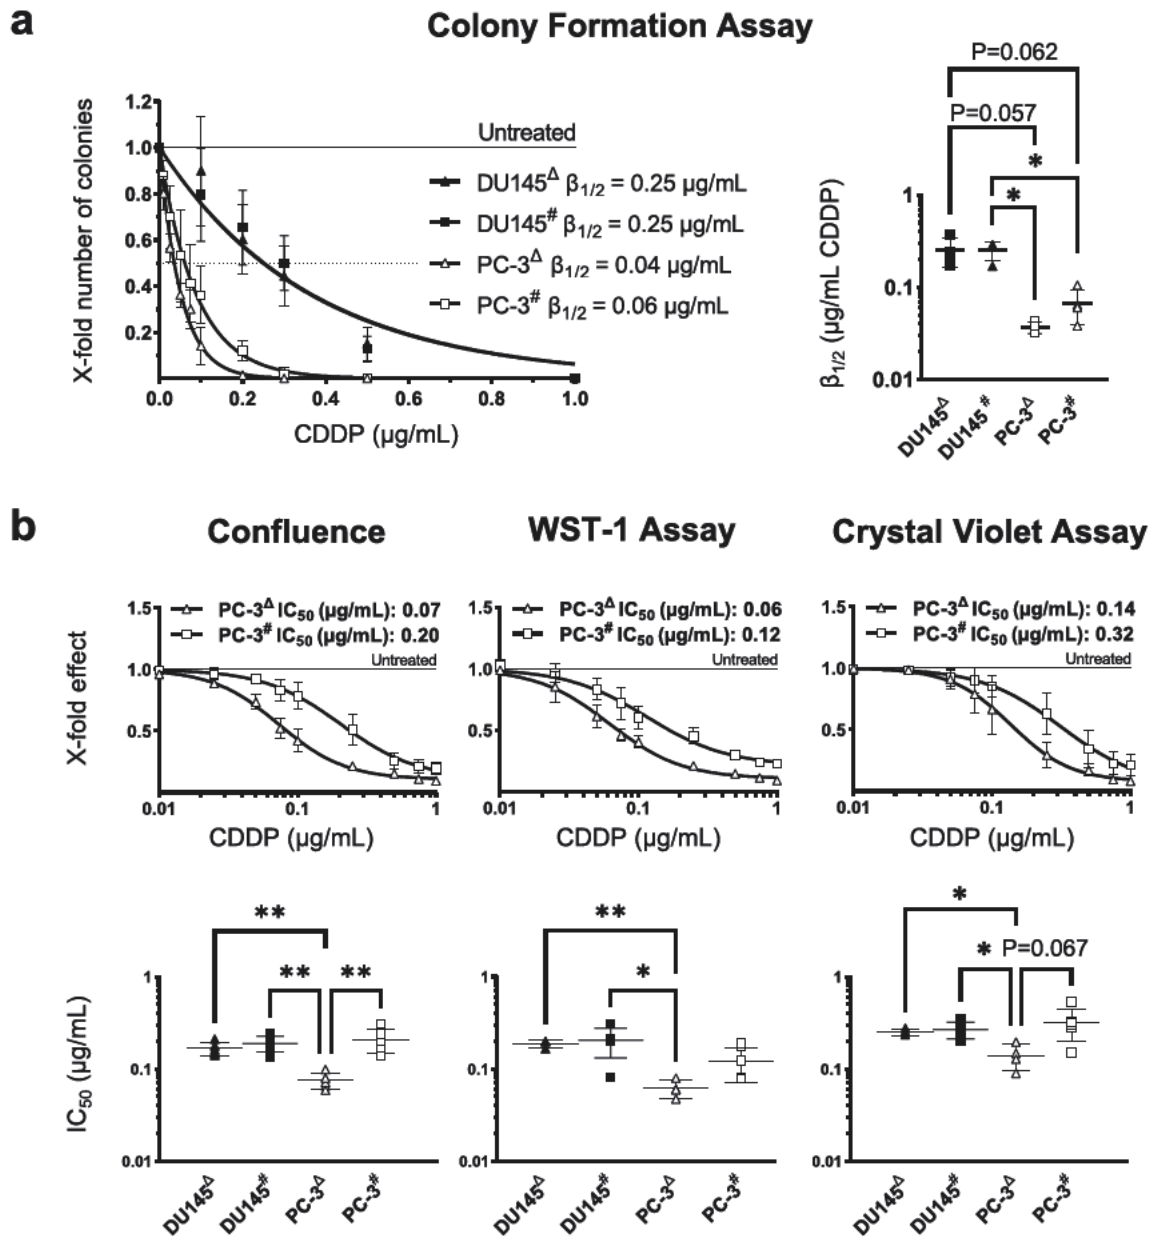 a
Colony Formation Assay
X-fold number of colonies
1.2
1.0
0.8
0.6
0.4
0.2
0.0 0.2 0.4 0.6 0.8 1.0
CDDP (µg/mL)
Untreated
DU145Δ β1/2 = 0.25 µg/mL
DU145# β1/2 = 0.25 µg/mL
PC-3Δ β1/2 = 0.04 µg/mL
PC-3# β1/2 = 0.06 µg/mL
P=0.062
P=0.057
*
*
β1/2 (µg/mL CDDP)
1
0.1
0.01
DU145Δ DU145# PC-3Δ PC-3#
b
Confluence
X-fold effect
1.5
1.0
0.5
PC-3Δ IC50 (µg/mL): 0.07
PC-3# IC50 (µg/mL): 0.20
Untreated
0.01 0.1 1
CDDP (µg/mL)
WST-1 Assay
1.5
1.0
0.5
PC-3Δ IC50 (µg/mL): 0.06
PC-3# IC50 (µg/mL): 0.12
Untreated
0.01 0.1 1
CDDP (µg/mL)
Crystal Violet Assay
1.5
1.0
0.5
PC-3Δ IC50 (µg/mL): 0.14
PC-3# IC50 (µg/mL): 0.32
Untreated
0.01 0.1 1
CDDP (µg/mL)
IC50 (µg/mL)
**
** **
1
0.1
0.01
DU145Δ DU145# PC-3Δ PC-3#
**
*
1
0.1
0.01
DU145Δ DU145# PC-3Δ PC-3#
*
* P=0.067
1
0.1
0.01
DU145Δ DU145# PC-3Δ PC-3#